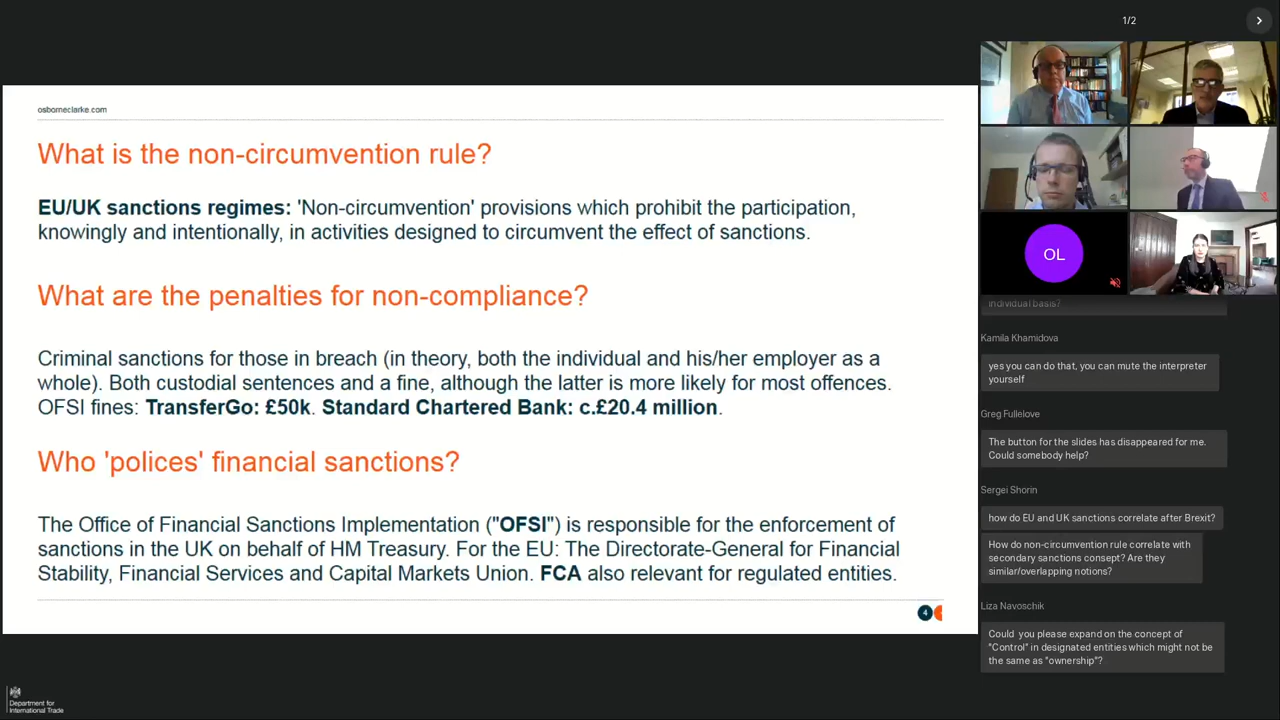 1/2
osborneclarke.com
What is the non-circumvention rule?
EU/UK sanctions regimes: 'Non-circumvention' provisions which prohibit the participation,
knowingly and intentionally, in activities designed to circumvent the effect of sanctions.
What are the penalties for non-compliance?
Criminal sanctions for those in breach (in theory, both the individual and his/her employer as a
whole). Both custodial sentences and a fine, although the latter is more likely for most offences.
OFSI fines: TransferGo: £50k. Standard Chartered Bank: c.£20.4 million.
Who 'polices' financial sanctions?
The Office of Financial Sanctions Implementation ("OFSI") is responsible for the enforcement of
sanctions in the UK on behalf of HM Treasury. For the EU: The Directorate-General for Financial
Stability, Financial Services and Capital Markets Union. FCA also relevant for regulated entities.
4
Department for
International Trade
OL
individual basis?
Kamila Khamidova
yes you can do that, you can mute the interpreter
yourself
Greg Fullelove
The button for the slides has disappeared for me.
Could somebody help?
Sergei Shorin
how do EU and UK sanctions correlate after Brexit?
How do non-circumvention rule correlate with
secondary sanctions consept? Are they
similar/overlapping notions?
Liza Navoschik
Could you please expand on the concept of
"Control" in designated entities which might not be
the same as "ownership"?